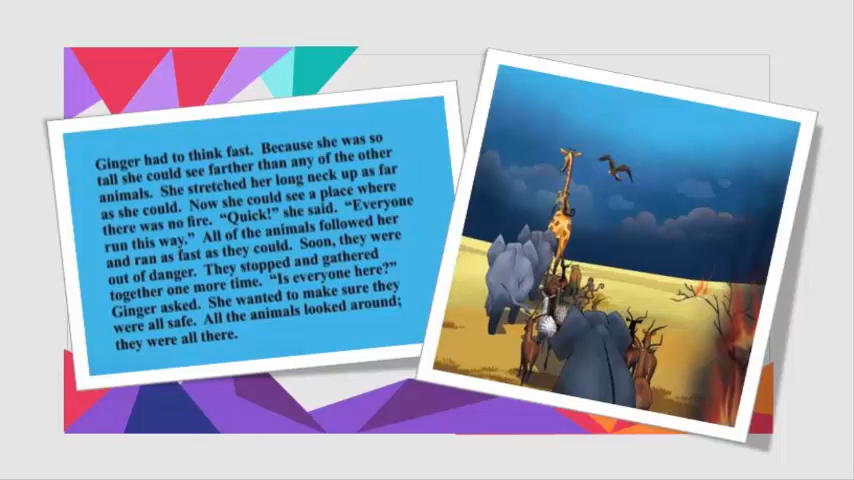 Ginger had to think fast. Because she was so
tall she could see farther than any of the other
animals. She stretched her long neck up as far
as she could. Now she could see a place where
there was no fire. “Quick!” she said. “Everyone
run this way.” All of the animals followed her
and ran as fast as they could. Soon, they were
out of danger. They stopped and gathered
together one more time. “Is everyone here?”
Ginger asked. She wanted to make sure they
were all safe. All the animals looked around;
they were all there.